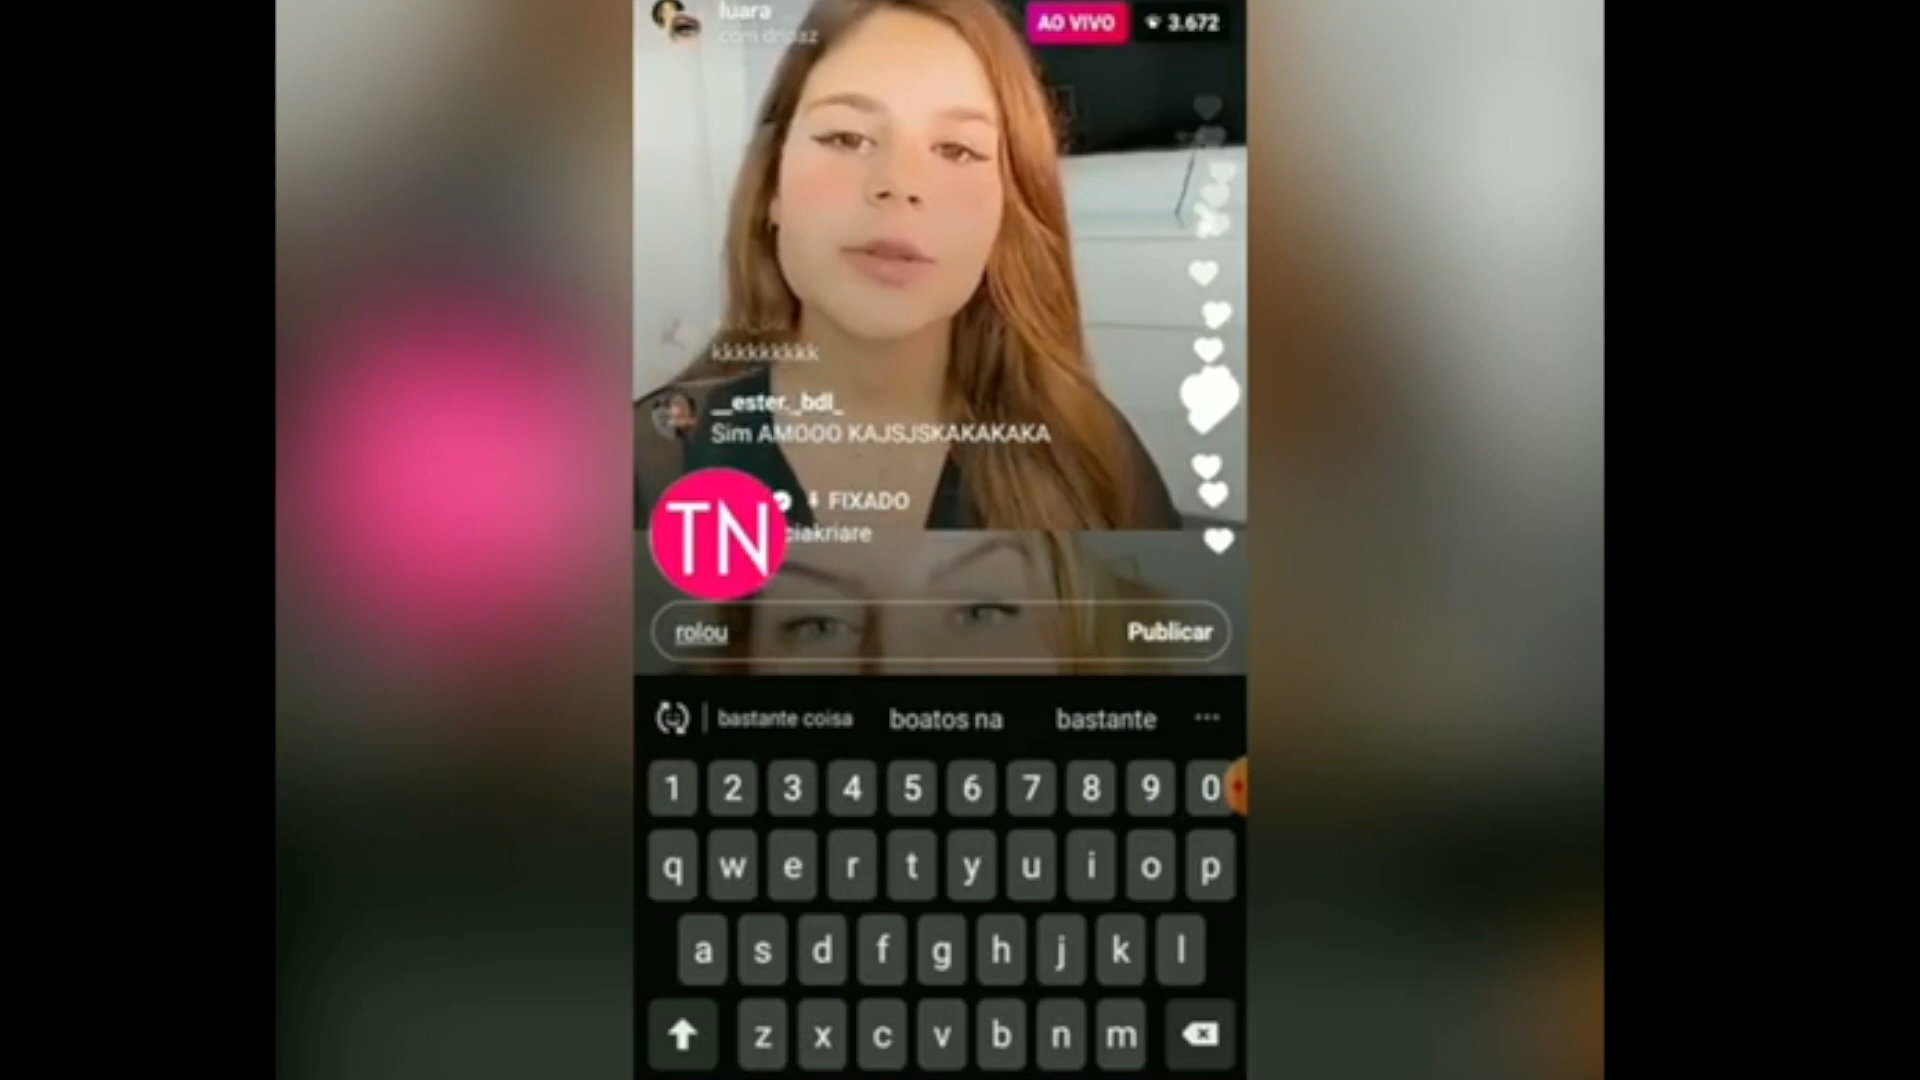 luara
AO VIVO
3.672
kkkkkkkkk
__ester._bdl_
Sim AMOOO KAJSJSKAKAKAKA
FIXADO
ciakriare
TN
rolou
Publicar
bastante coisa
boatos na
bastante
1 2 3 4 5 6 7 8 9 0
q w e r t y u i o p
a s d f g h j k l
z x c v b n m